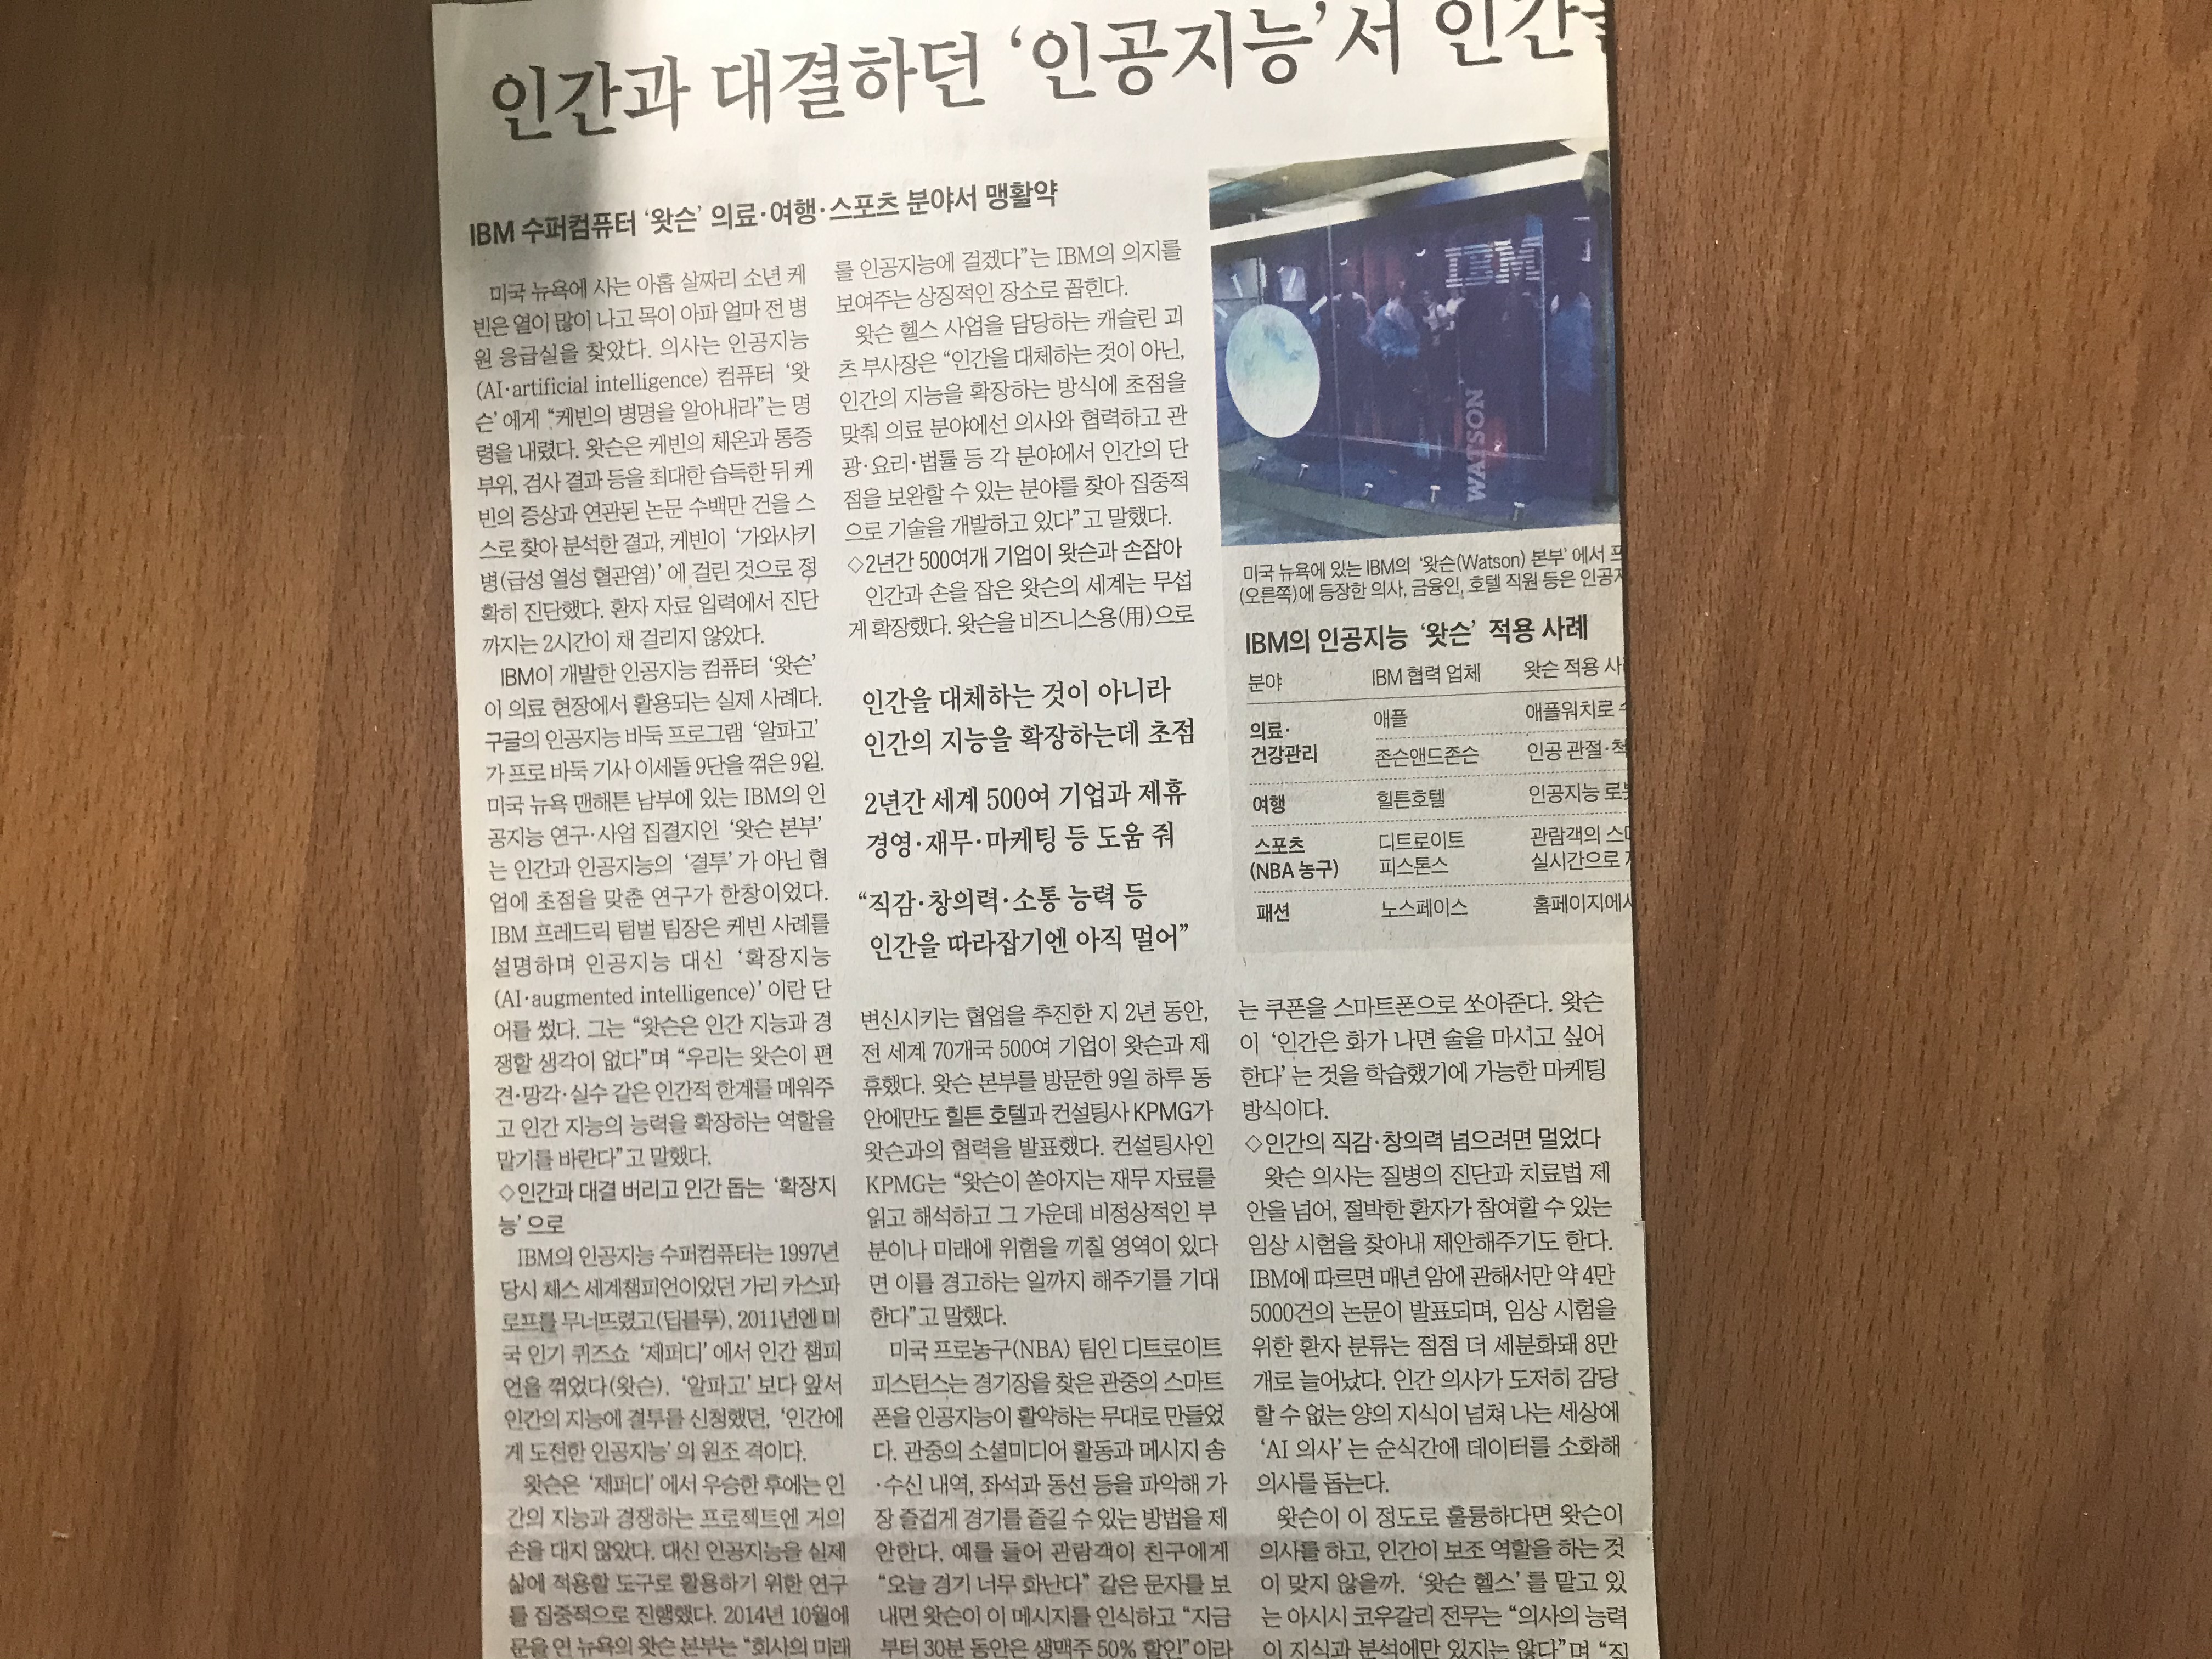 인간과 대결하던 ‘인공지능’서 인간
IBM 수퍼컴퓨터 ‘왓슨’ 의료·여행·스포츠 분야서 맹활약
미국 뉴욕에 사는 아홉 살짜리 소년 케
빈은 열이 많이 나고 목이 아파 얼마 전 병
원 응급실을 찾았다. 의사는 인공지능
(AI·artificial intelligence) 컴퓨터 ‘왓
슨’에게 “케빈의 병명을 알아내라”는 명
령을 내렸다. 왓슨은 케빈의 체온과 통증
부위, 검사 결과 등을 최대한 습득한 뒤 케
빈의 증상과 연관된 논문 수백만 건을 스
스로 찾아 분석한 결과, 케빈이 ‘가와사키
병(급성 열성 혈관염)’에 걸린 것으로 정
확히 진단했다. 환자 자료 입력에서 진단
까지는 2시간이 채 걸리지 않았다.
IBM이 개발한 인공지능 컴퓨터 ‘왓슨’
이 의료 현장에서 활용되는 실제 사례다.
구글의 인공지능 바둑 프로그램 ‘알파고’
가 프로 바둑 기사 이세돌 9단을 꺾은 9일.
미국 뉴욕 맨해튼 남부에 있는 IBM의 인
공지능 연구·사업 집결지인 ‘왓슨 본부’
는 인간과 인공지능의 ‘결투’가 아닌 협
업에 초점을 맞춘 연구가 한창이었다.
IBM 프레드릭 텀벌 팀장은 케빈 사례를
설명하며 인공지능 대신 ‘확장지능
(AI·augmented intelligence)’이란 단
어를 썼다. 그는 “왓슨은 인간 지능과 경
쟁할 생각이 없다”며 “우리는 왓슨이 편
견·망각·실수 같은 인간적 한계를 메워주
고 인간 지능의 능력을 확장하는 역할을
맡기를 바란다”고 말했다.
◇인간과 대결 버리고 인간 돕는 ‘확장지
능’으로
IBM의 인공지능 수퍼컴퓨터는 1997년
당시 체스 세계챔피언이었던 가리 카스파
로프를 무너뜨렸고(딥블루), 2011년엔 미
국 인기 퀴즈쇼 ‘제퍼디’에서 인간 챔피
언을 꺾었다(왓슨). ‘알파고’보다 앞서
인간의 지능에 결투를 신청했던, ‘인간에
게 도전한 인공지능’의 원조 격이다.
왓슨은 ‘제퍼디’에서 우승한 후에는 인
간의 지능과 경쟁하는 프로젝트엔 거의
손을 대지 않았다. 대신 인공지능을 실제
삶에 적용할 도구로 활용하기 위한 연구
를 집중적으로 진행했다. 2014년 10월에
문을 연 뉴욕의 왓슨 본부는 “회사의 미래
를 인공지능에 걸겠다”는 IBM의 의지를
보여주는 상징적인 장소로 꼽힌다.
왓슨 헬스 사업을 담당하는 캐슬린 괴
츠 부사장은 “인간을 대체하는 것이 아닌,
인간의 지능을 확장하는 방식에 초점을
맞춰 의료 분야에선 의사와 협력하고 관
광·요리·법률 등 각 분야에서 인간의 단
점을 보완할 수 있는 분야를 찾아 집중적
으로 기술을 개발하고 있다”고 말했다.
◇2년간 500여개 기업이 왓슨과 손잡아
인간과 손을 잡은 왓슨의 세계는 무섭
게 확장했다. 왓슨을 비즈니스용(用)으로
인간을 대체하는 것이 아니라
인간의 지능을 확장하는데 초점
2년간 세계 500여 기업과 제휴
경영·재무·마케팅 등 도움 줘
“직감·창의력·소통 능력 등
인간을 따라잡기엔 아직 멀어”
변신시키는 협업을 추진한 지 2년 동안,
전 세계 70개국 500여 기업이 왓슨과 제
휴했다. 왓슨 본부를 방문한 9일 하루 동
안에만도 힐튼 호텔과 컨설팅사 KPMG가
왓슨과의 협력을 발표했다. 컨설팅사인
KPMG는 “왓슨이 쏟아지는 재무 자료를
읽고 해석하고 그 가운데 비정상적인 부
분이나 미래에 위험을 끼칠 영역이 있다
면 이를 경고하는 일까지 해주기를 기대
한다”고 말했다.
미국 프로농구(NBA) 팀인 디트로이트
피스턴스는 경기장을 찾은 관중의 스마트
폰을 인공지능이 활약하는 무대로 만들었
다. 관중의 소셜미디어 활동과 메시지 송
·수신 내역, 좌석과 동선 등을 파악해 가
장 즐겁게 경기를 즐길 수 있는 방법을 제
안한다. 예를 들어 관람객의 친구에게
“오늘 경기 너무 화난다” 같은 문자를 보
내면 왓슨이 이 메시지를 인식하고 “지금
부터 30분 동안은 생맥주 50% 할인”이라
IBM
WATSON
미국 뉴욕에 있는 IBM의 ‘왓슨(Watson) 본부’에서 프
(오른쪽)에 등장한 의사, 금융인, 호텔 직원 등은 인공지
IBM의 인공지능 ‘왓슨’ 적용 사례
분야 IBM 협력 업체 왓슨 적용 사
의료· 애플 애플워치로
건강관리 존슨앤드존슨 인공 관절·척
여행 힐튼호텔 인공지능 로봇
스포츠 디트로이트 관람객의 스마
(NBA 농구) 피스톤스 실시간으로
패션 노스페이스 홈페이지에서
는 쿠폰을 스마트폰으로 쏘아준다. 왓슨
이 ‘인간은 화가 나면 술을 마시고 싶어
한다’는 것을 학습했기에 가능한 마케팅
방식이다.
◇인간의 직감·창의력 넘으려면 멀었다
왓슨 의사는 질병의 진단과 치료법 제
안을 넘어, 절박한 환자가 참여할 수 있는
임상 시험을 찾아내 제안해주기도 한다.
IBM에 따르면 매년 암에 관해서만 약 4만
5000건의 논문이 발표되며, 임상 시험을
위한 환자 분류는 점점 더 세분화돼 8만
개로 늘어났다. 인간 의사가 도저히 감당
할 수 없는 양의 지식이 넘쳐 나는 세상에
‘AI 의사’는 순식간에 데이터를 소화해
의사를 돕는다.
왓슨이 이 정도로 훌륭하다면 왓슨이
의사를 하고, 인간이 보조 역할을 하는 것
이 맞지 않을까. ‘왓슨 헬스’를 맡고 있
는 아시시 코우갈리 전무는 “의사의 능력
이 지식과 분석에만 있지는 않다”며 “직